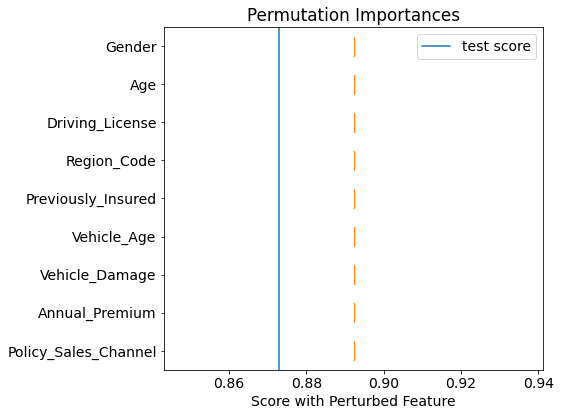 Permutation Importances
test score
Gender
Age
Driving_License
Region_Code
Previously_Insured
Vehicle_Age
Vehicle_Damage
Annual_Premium
Policy_Sales_Channel
0.86 0.88 0.90 0.92 0.94
Score with Perturbed Feature